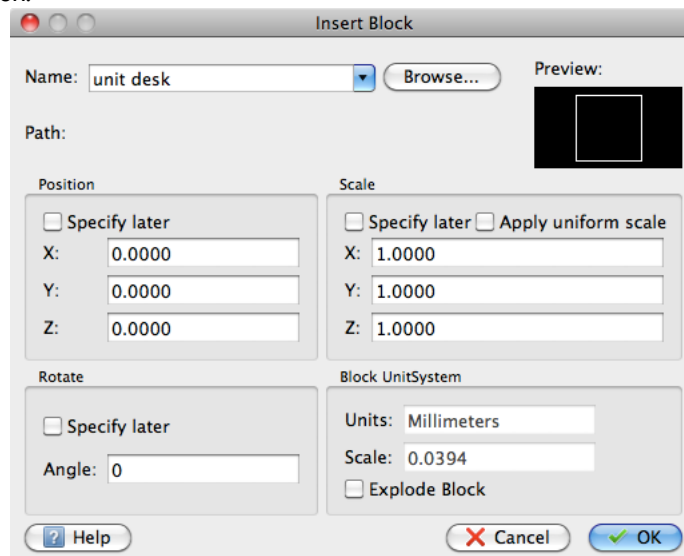 Insert Block
Name: unit desk Browse... Preview:
Path:
Position
Specify later
X: 0.0000
Y: 0.0000
Z: 0.0000
Scale
Specify later Apply uniform scale
X: 1.0000
Y: 1.0000
Z: 1.0000
Rotate
Specify later
Angle: 0
Block UnitSystem
Units: Millimeters
Scale: 0.0394
Explode Block
Help Cancel OK